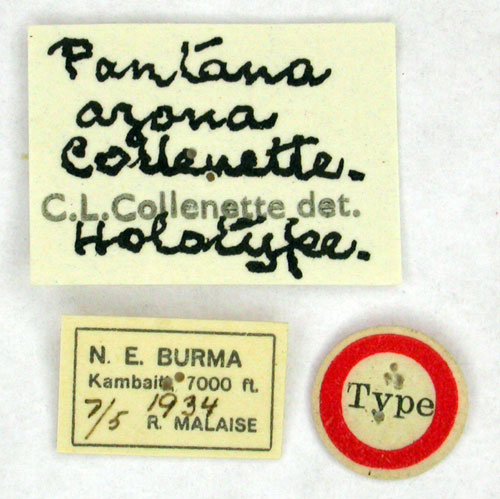 Pantana
azona
Collenette.
C.L.Collenette det.
Holotype.
N. E. BURMA
Kambaiti 7000 ft.
7/5 1934
R. MALAISE
Type